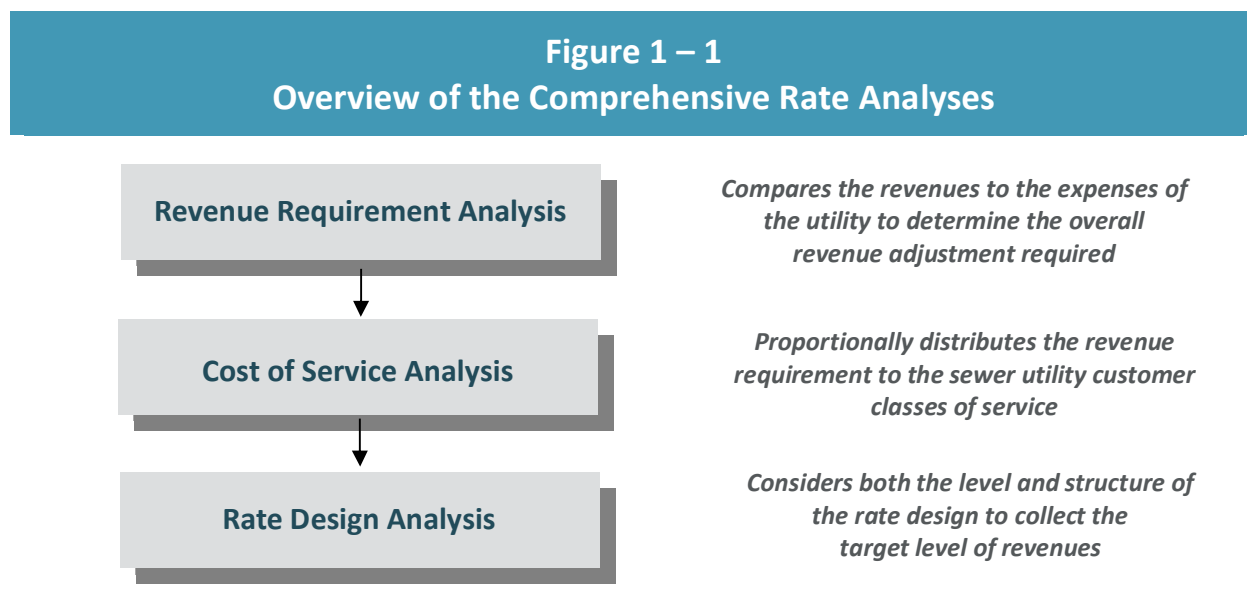 Figure 1 – 1
Overview of the Comprehensive Rate Analyses
Revenue Requirement Analysis
Compares the revenues to the expenses of
the utility to determine the overall
revenue adjustment required
Cost of Service Analysis
Proportionally distributes the revenue
requirement to the sewer utility customer
classes of service
Rate Design Analysis
Considers both the level and structure of
the rate design to collect the
target level of revenues